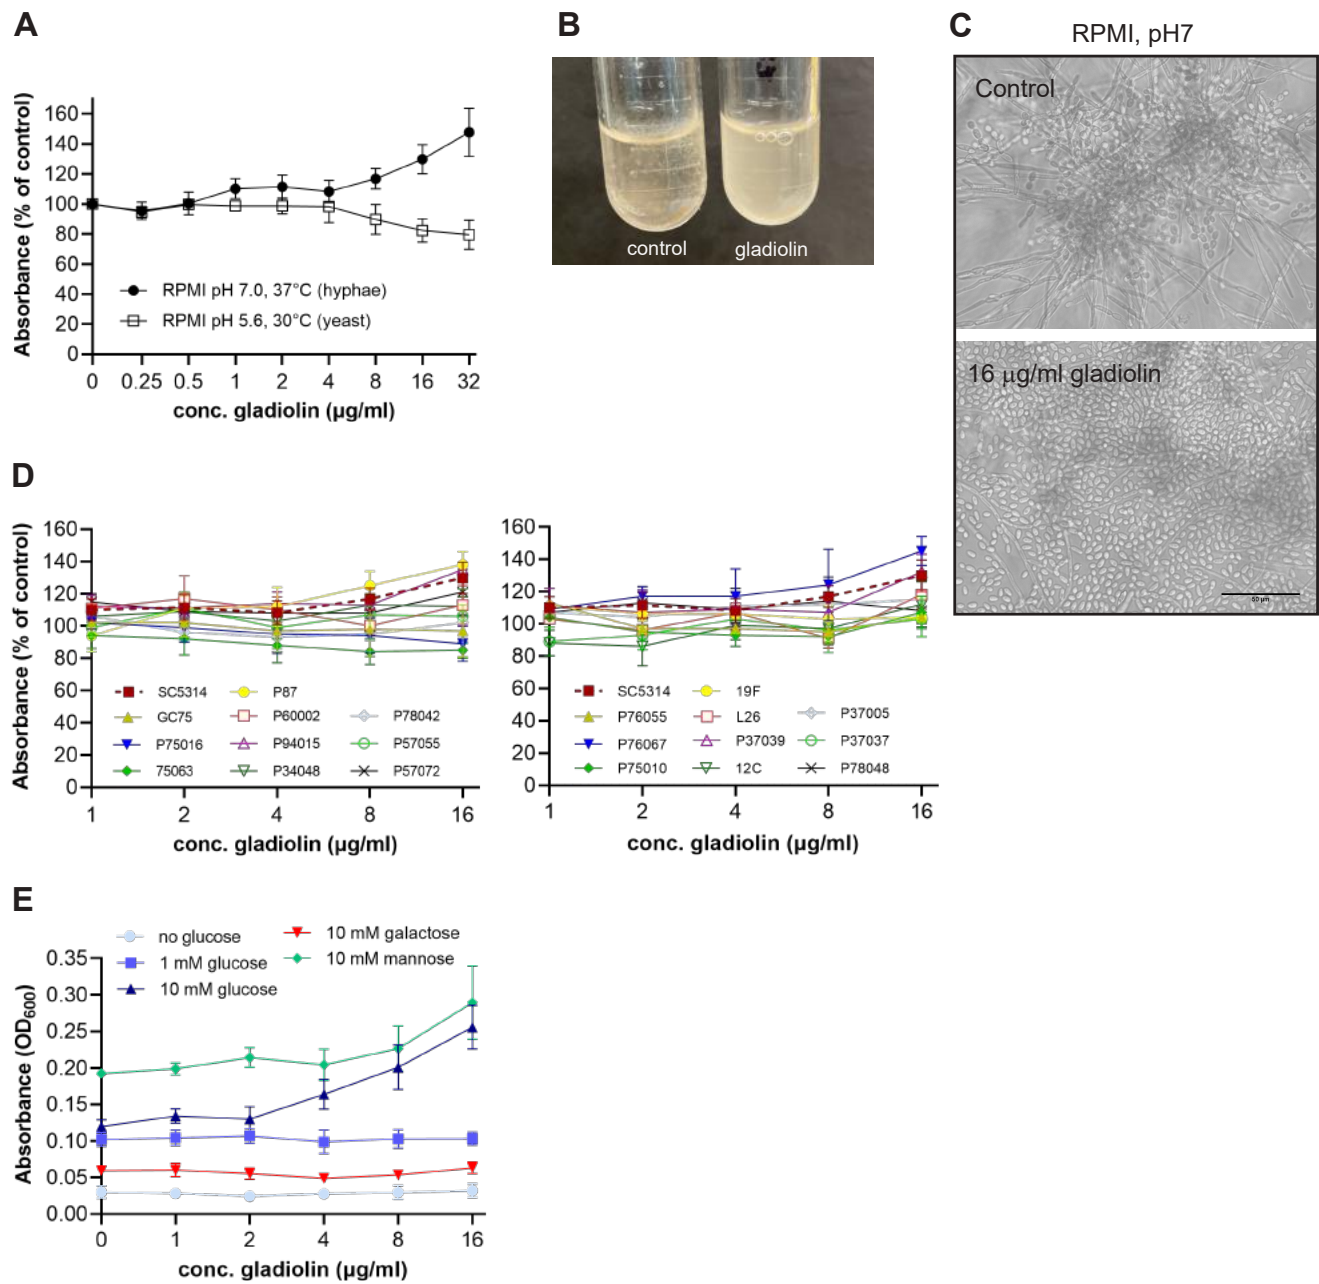 A
Absorbance (% of control)
160
140
120
100
80
60
40
20
0
RPMI pH 7.0, 37°C (hyphae)
RPMI pH 5.6, 30°C (yeast)
0 0.25 0.5 1 2 4 8 16 32
conc. gladiolin (µg/ml)
B
control gladiolin
C
RPMI, pH7
Control
16 µg/ml gladiolin
50 µm
D
Absorbance (% of control)
160
140
120
100
80
60
40
20
0
SC5314 P87
GC75 P60002 P78042
P75016 P94015 P57055
75063 P34048 P57072
1 2 4 8 16
conc. gladiolin (µg/ml)
160
140
120
100
80
60
40
20
0
SC5314 19F
P76055 L26 P37005
P76067 P37039 P37037
P75010 12C P78048
1 2 4 8 16
conc. gladiolin (µg/ml)
E
no glucose 10 mM galactose
1 mM glucose 10 mM mannose
10 mM glucose
Absorbance (OD600)
0.35
0.30
0.25
0.20
0.15
0.10
0.05
0.00
0 1 2 4 8 16
conc. gladiolin (µg/ml)